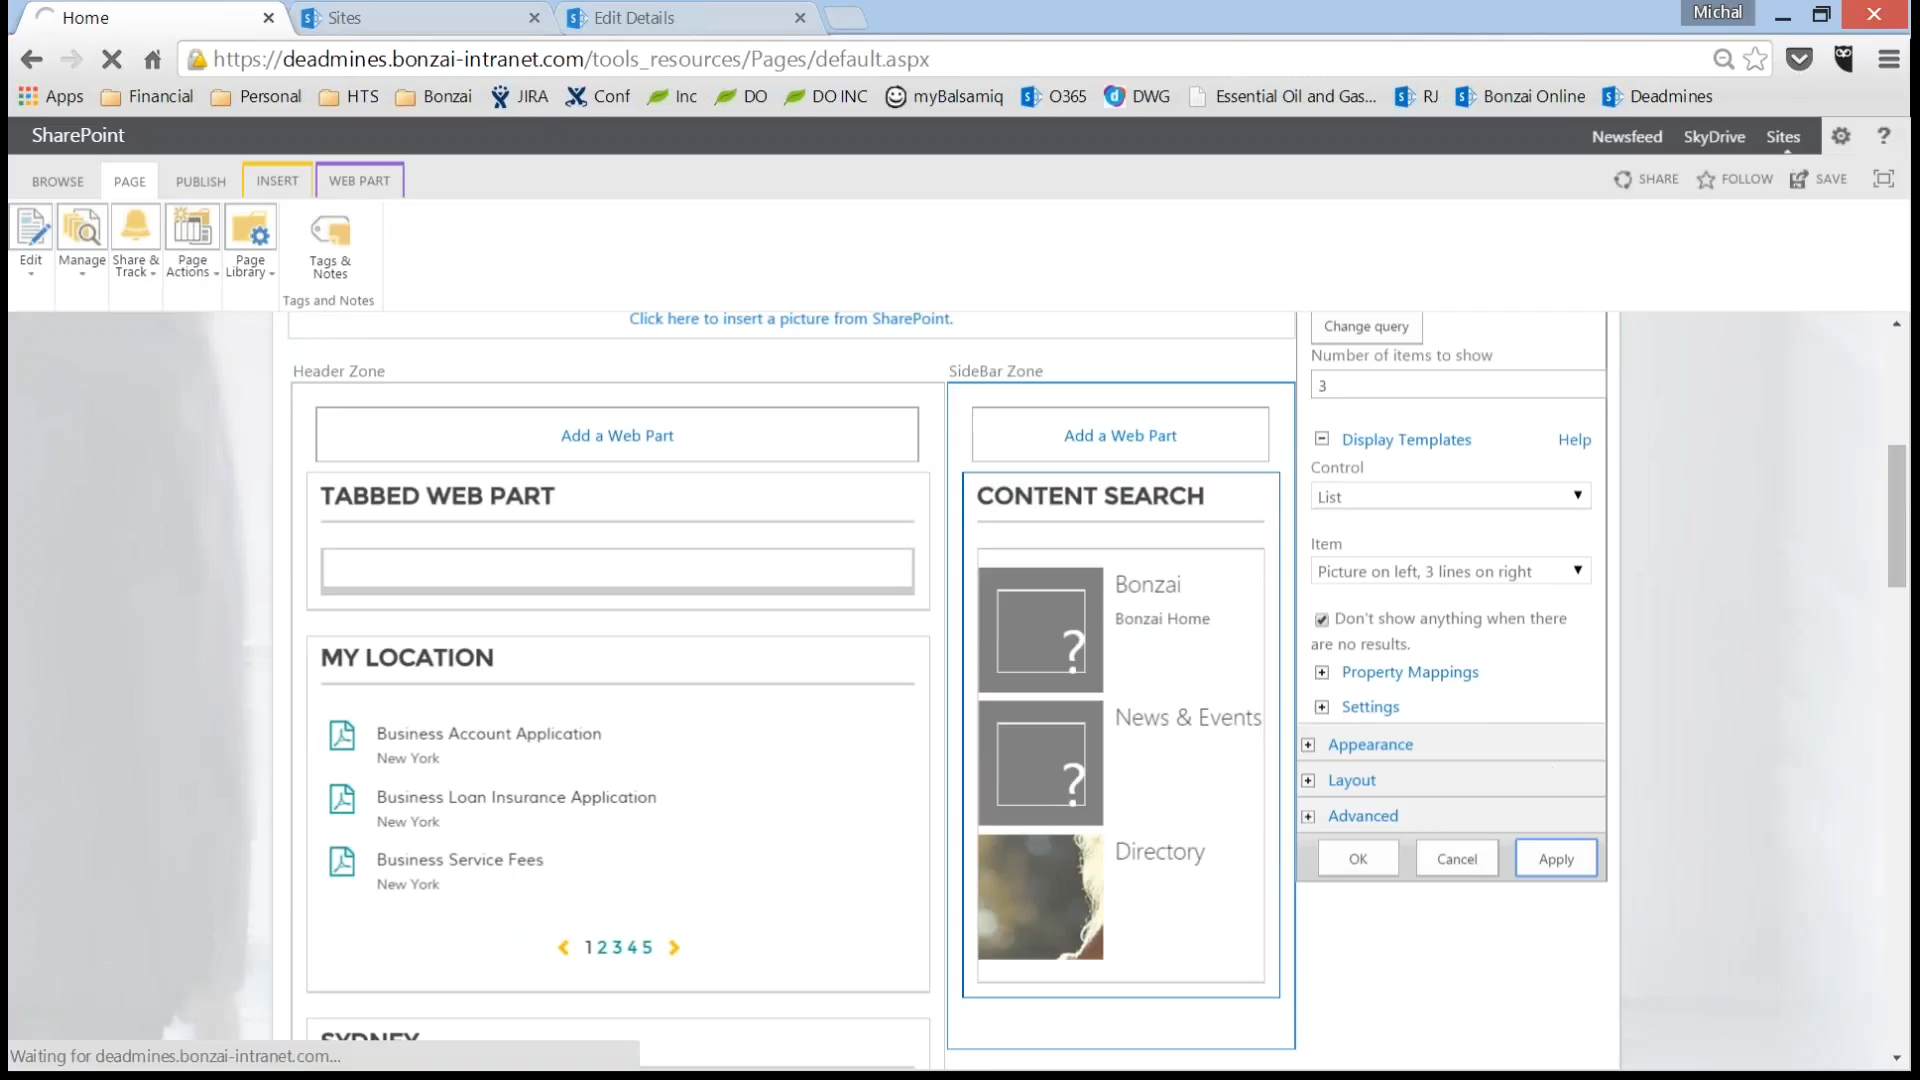 Home
Sites
Edit Details
Michal
https://deadmines.bonzai-intranet.com/tools_resources/Pages/default.aspx
Apps Financial Personal HTS Bonzai JIRA Conf Inc DO DO INC myBalsamiq O365 DWG Essential Oil and Gas... RJ Bonzai Online Deadmines
SharePoint
Newsfeed SkyDrive Sites ?
BROWSE PAGE PUBLISH INSERT WEB PART
SHARE FOLLOW SAVE
Edit
Manage
Share & Track
Page Actions
Page Library
Tags & Notes
Tags and Notes
Click here to insert a picture from SharePoint.
Header Zone
Add a Web Part
TABBED WEB PART
MY LOCATION
Business Account Application
New York
Business Loan Insurance Application
New York
Business Service Fees
New York
1 2 3 4 5
SYDNEY
SideBar Zone
Add a Web Part
CONTENT SEARCH
?
Bonzai
Bonzai Home
?
News & Events
Directory
Change query
Number of items to show
3
Display Templates Help
Control
List
Item
Picture on left, 3 lines on right
Don't show anything when there
are no results.
Property Mappings
Settings
Appearance
Layout
Advanced
OK Cancel Apply
Waiting for deadmines.bonzai-intranet.com...